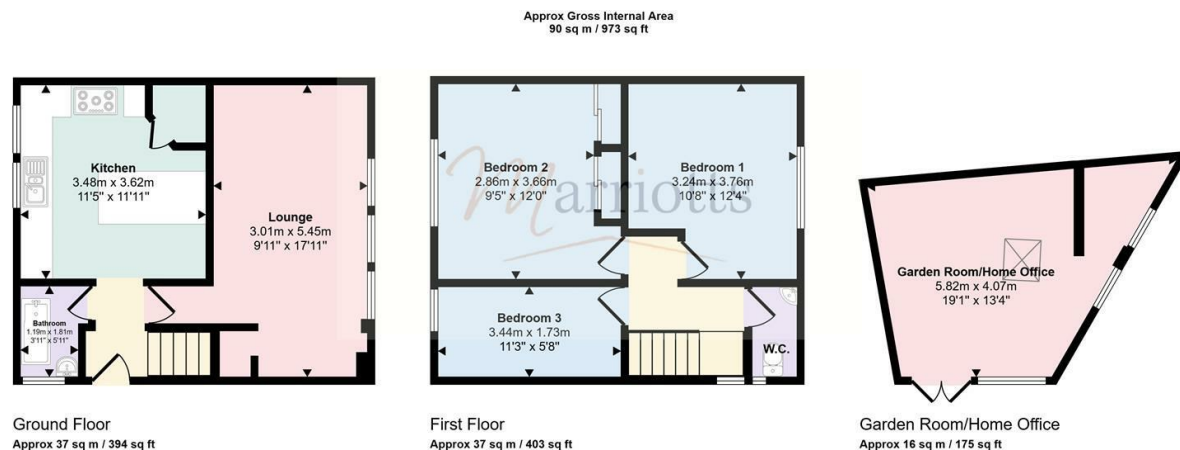 Approx Gross Internal Area
90 sq m / 973 sq ft
Kitchen
3.48m x 3.62m
11'5" x 11'11"
Lounge
3.01m x 5.45m
9'11" x 17'11"
Bathroom
1.19m x 1.81m
3'11" x 5'11"
Ground Floor
Approx 37 sq m / 394 sq ft
Bedroom 2
2.86m x 3.66m
9'5" x 12'0"
Bedroom 1
3.24m x 3.76m
10'8" x 12'4"
Marriotts
Bedroom 3
3.44m x 1.73m
11'3" x 5'8"
W.C.
First Floor
Approx 37 sq m / 403 sq ft
Garden Room/Home Office
5.82m x 4.07m
19'1" x 13'4"
Garden Room/Home Office
Approx 16 sq m / 175 sq ft